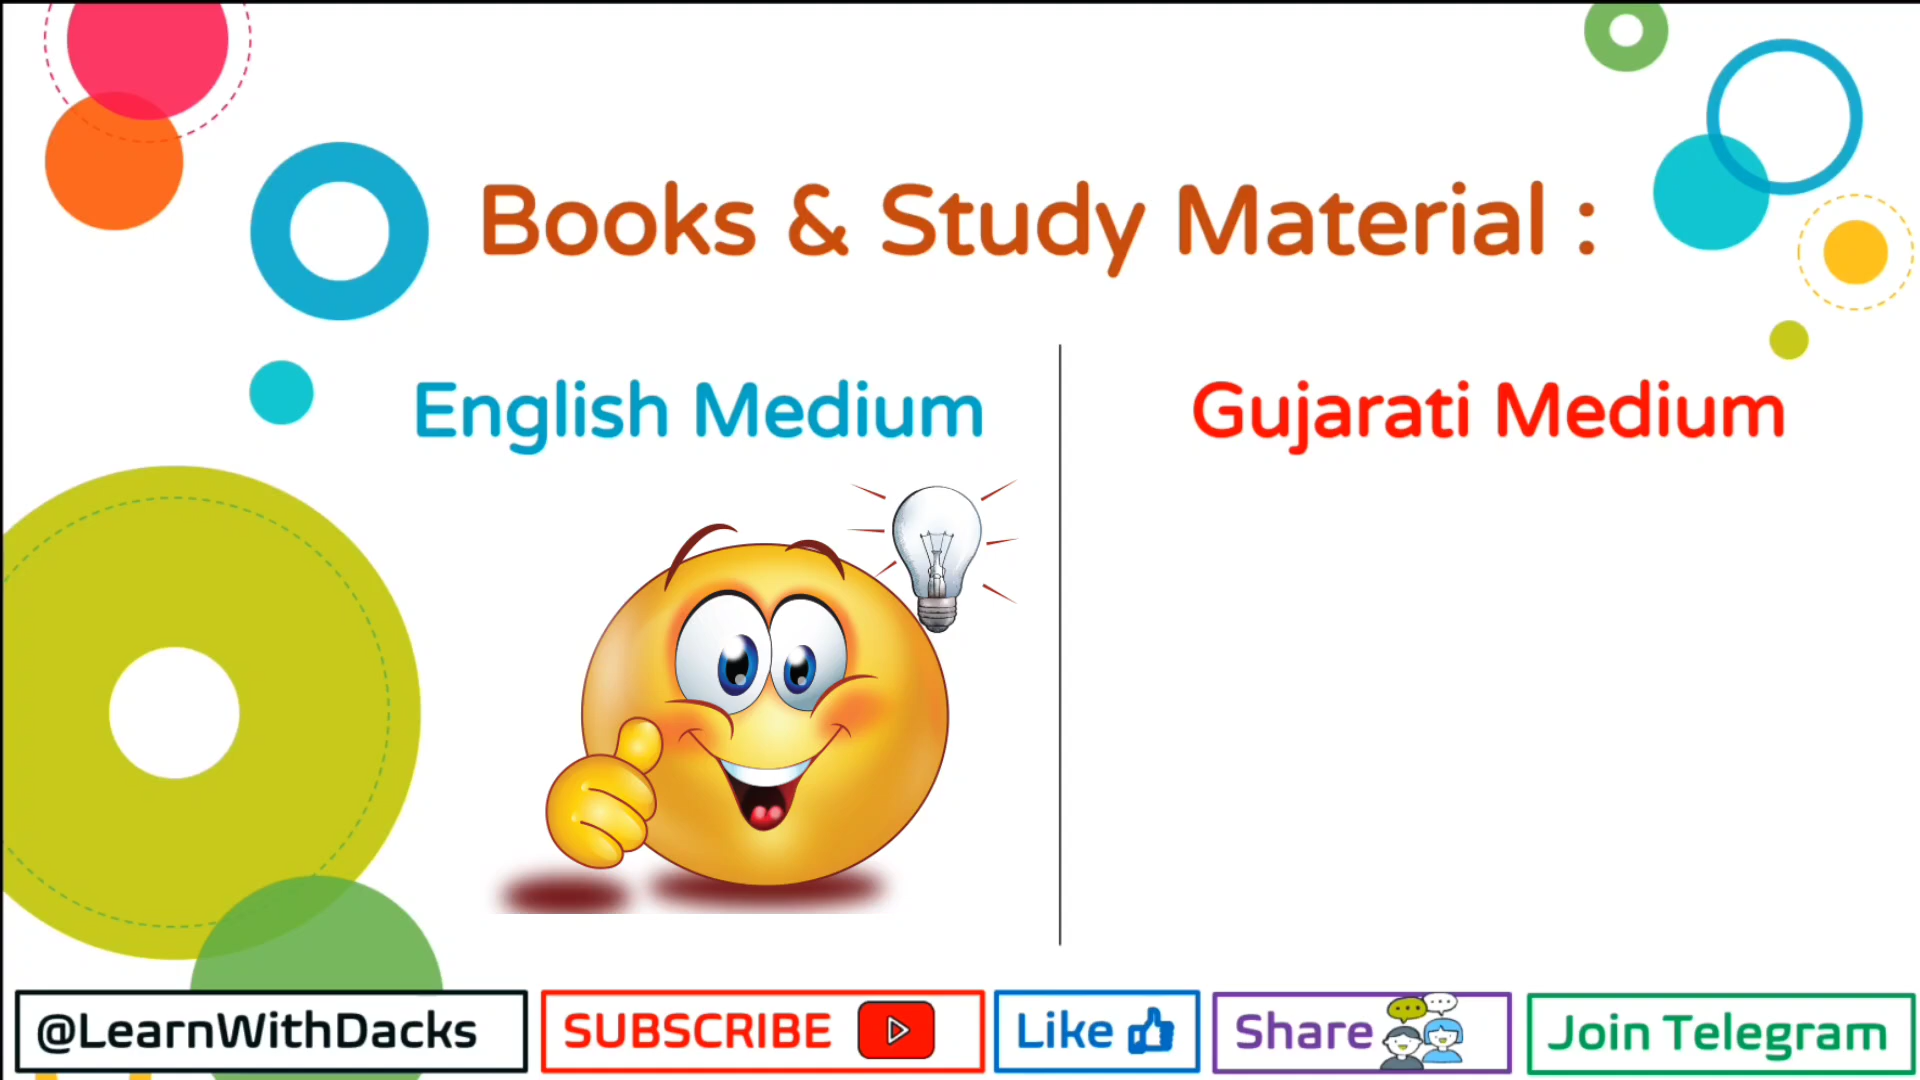 Books & Study Material :
English Medium
Gujarati Medium
@LearnWithDacks
SUBSCRIBE
Like
Share
Join Telegram